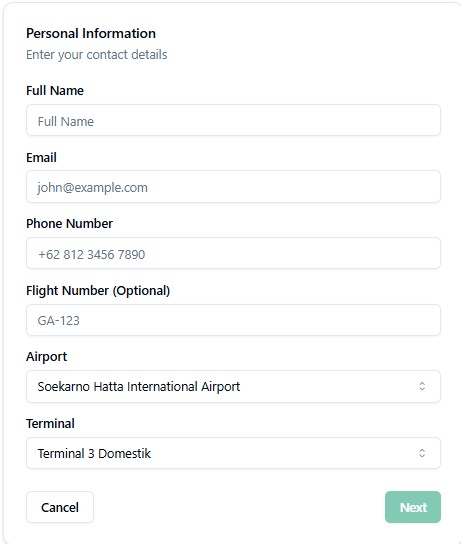 Personal Information
Enter your contact details
Full Name
Full Name
Email
john@example.com
Phone Number
+62 812 3456 7890
Flight Number (Optional)
GA-123
Airport
Soekarno Hatta International Airport
Terminal
Terminal 3 Domestik
Cancel
Next